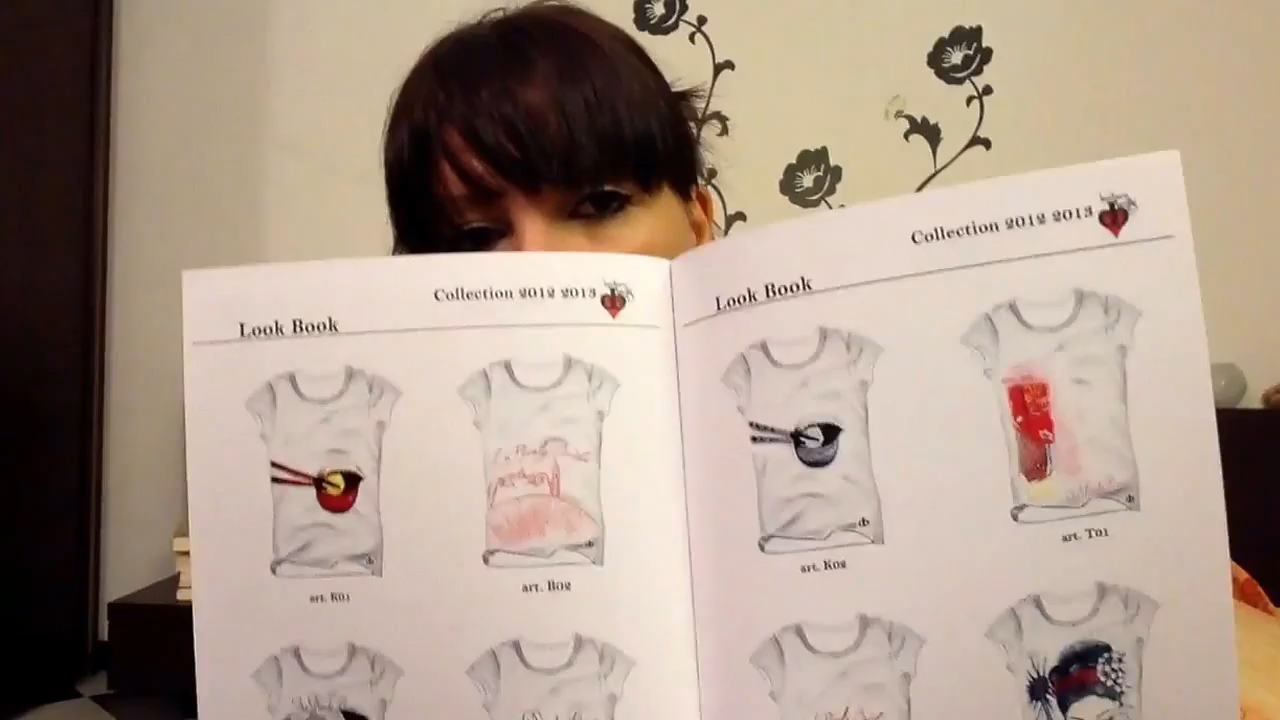 Collection 2012 2013
Look Book
art. K01
art. B02
Collection 2012 2013
Look Book
art. K02
art. T01